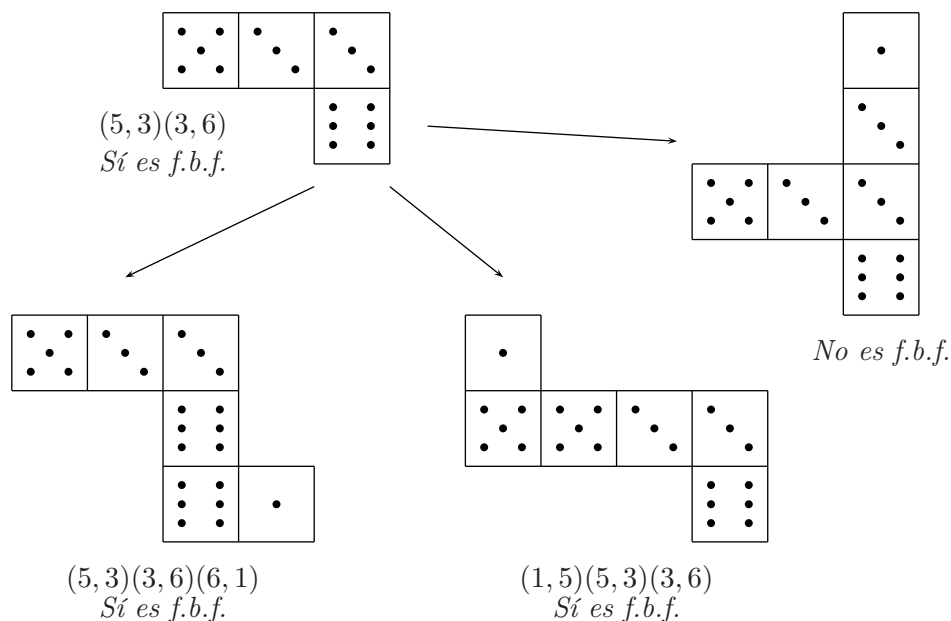 (5, 3)(3, 6)
Sí es f.b.f.
No es f.b.f.
(5, 3)(3, 6)(6, 1)
Sí es f.b.f.
(1, 5)(5, 3)(3, 6)
Sí es f.b.f.